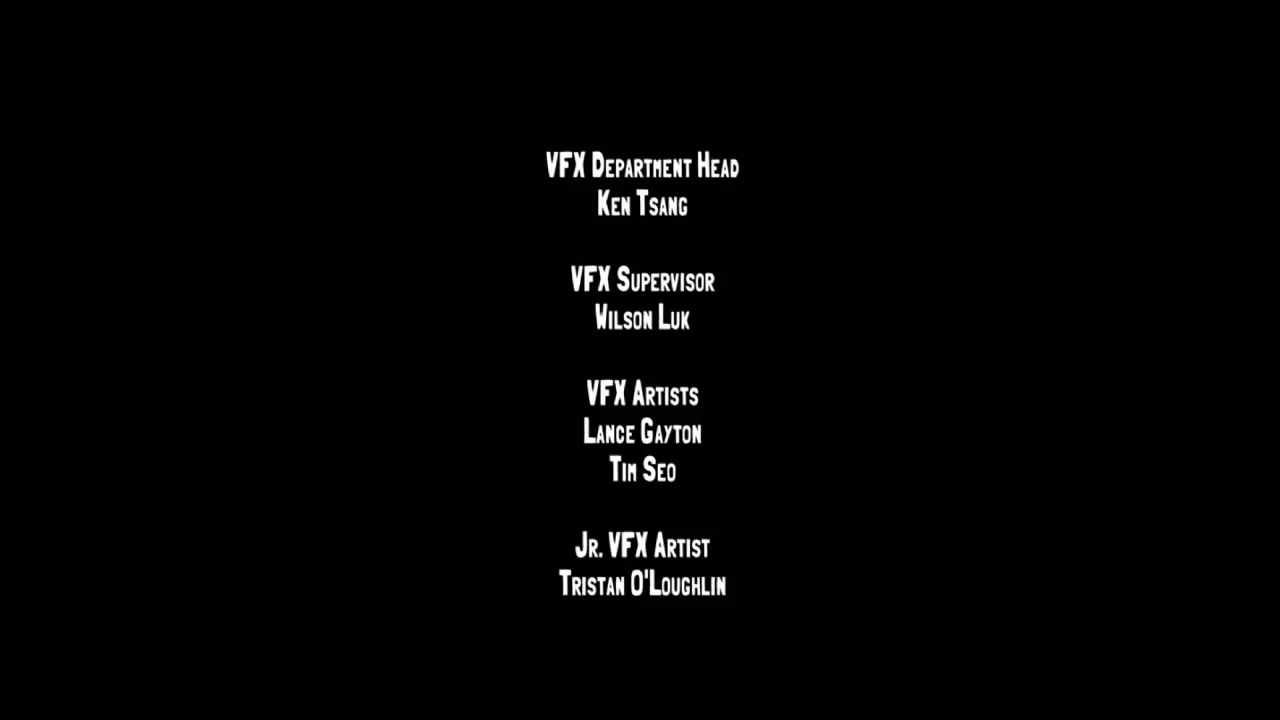 VFX Department Head
Ken Tsang
VFX Supervisor
Wilson Luk
VFX Artists
Lance Gayton
Tim Seo
Jr. VFX Artist
Tristan O'Loughlin